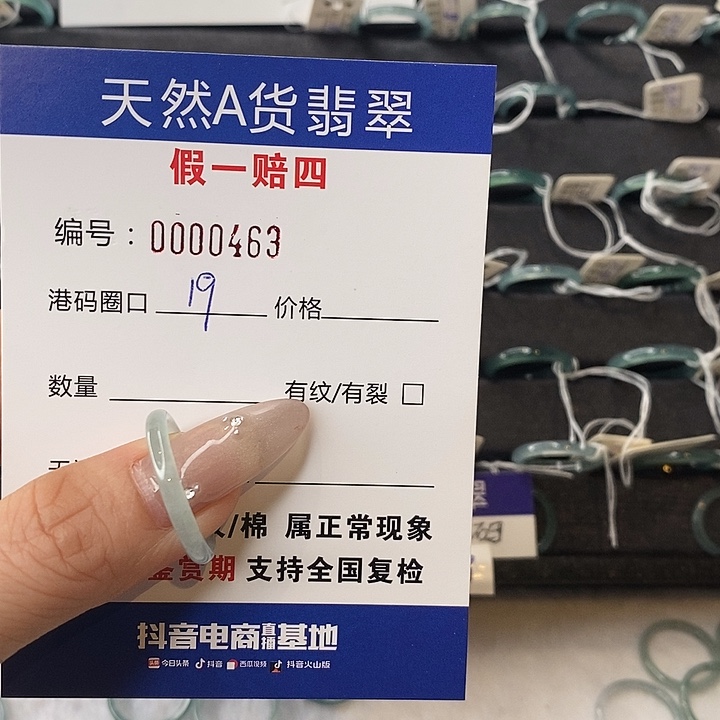 天然A货翡翠
假一赔四
编号：0000463
港码圈口 19 价格
数量 有纹/有裂 □
/棉 属正常现象
鉴赏期 支持全国复检
抖音电商直播基地
今日头条 抖音 西瓜视频 抖音火山版